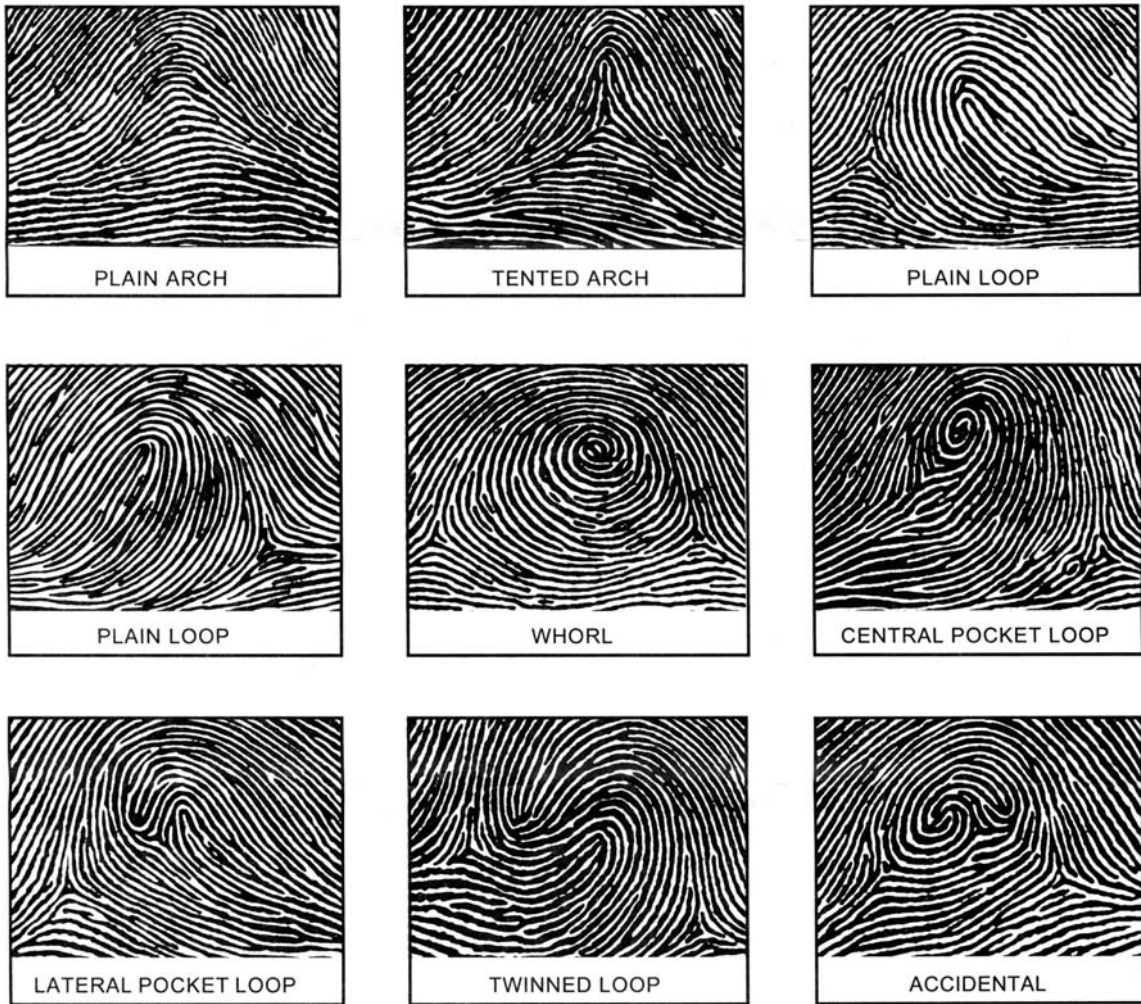 PLAIN ARCH
TENTED ARCH
PLAIN LOOP
PLAIN LOOP
WHORL
CENTRAL POCKET LOOP
LATERAL POCKET LOOP
TWINNED LOOP
ACCIDENTAL